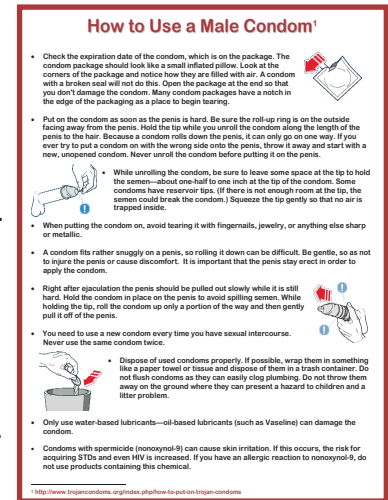 How to Use a Male Condom¹
• Check the expiration date of the condom, which is on the package. The
condom package should look like a small inflated pillow. Look at the
corners of the package and notice how they are filled with air. A condom
with a broken seal will not do this. Open the package at the end so that
you don't damage the condom. Many condom packages have a notch in
the edge of the packaging as a place to begin tearing.
• Put on the condom as soon as the penis is hard. Be sure the roll-up ring is on the outside
facing away from the penis. Hold the tip while you unroll the condom along the length of the
penis to the hair. Because a condom rolls down the penis, it can only go on one way. If you
ever try to put a condom on with the wrong side onto the penis, throw it away and start with a
new, unopened condom. Never unroll the condom before putting it on the penis.
• While unrolling the condom, be sure to leave some space at the tip to hold
the semen—about one-half to one inch at the tip of the condom. Some
condoms have reservoir tips. (If there is not enough room at the tip, the
semen could break the condom.) Squeeze the tip gently so that no air is
trapped inside.
• When putting the condom on, avoid tearing it with fingernails, jewelry, or anything else sharp
or metallic.
• A condom fits rather snuggly on a penis, so rolling it down can be difficult. Be gentle, so as not
to injure the penis or cause discomfort. It is important that the penis stay erect in order to
apply the condom.
• Right after ejaculation the penis should be pulled out slowly while it is still
hard. Hold the condom in place on the penis to avoid spilling semen. While
holding the tip, roll the condom up only a portion of the way and then gently
pull it off of the penis.
• You need to use a new condom every time you have sexual intercourse.
Never use the same condom twice.
• Dispose of used condoms properly. If possible, wrap them in something
like a paper towel or tissue and dispose of them in a trash container. Do
not flush condoms as they can easily clog plumbing. Do not throw them
away on the ground where they can present a hazard to children and a
litter problem.
• Only use water-based lubricants—oil-based lubricants (such as Vaseline) can damage the
condom.
• Condoms with spermicide (nonoxynol-9) can cause skin irritation. If this occurs, the risk for
acquiring STDs and even HIV is increased. If you have an allergic reaction to nonoxynol-9, do
not use products containing this chemical.
¹ http://www.trojancondoms.org/index.php/how-to-put-on-trojan-condoms